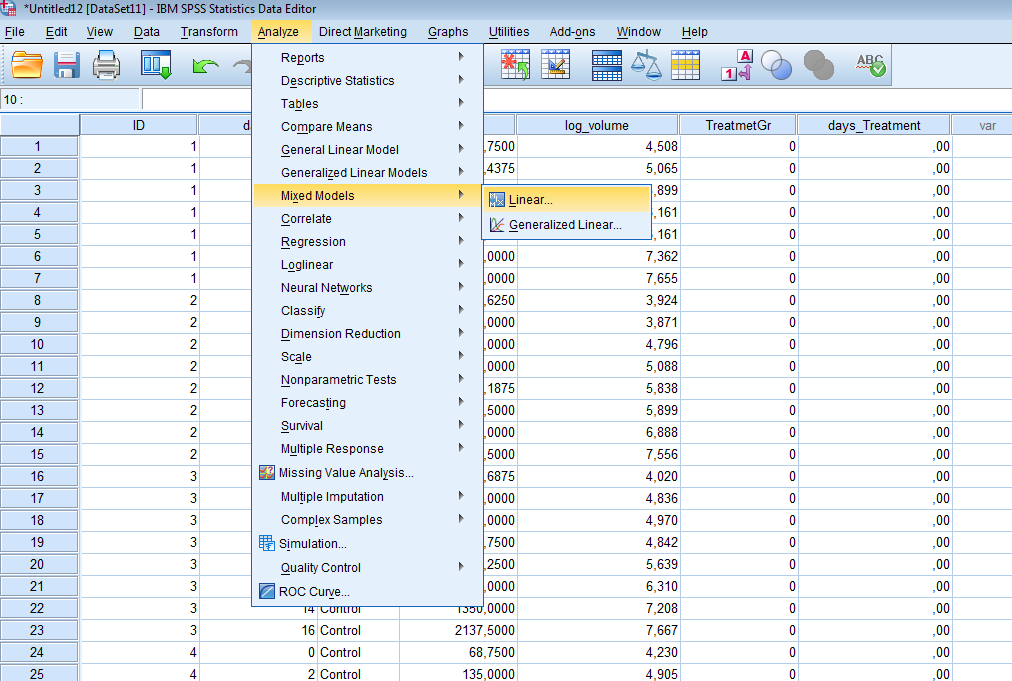 *Untitled12 [DataSet11] - IBM SPSS Statistics Data Editor
File Edit View Data Transform Analyze Direct Marketing Graphs Utilities Add-ons Window Help
A
1
ABC
10 :
Reports
Descriptive Statistics
Tables
Compare Means
General Linear Model
Generalized Linear Models
Mixed Models
Correlate
Regression
Loglinear
Neural Networks
Classify
Dimension Reduction
Scale
Nonparametric Tests
Forecasting
Survival
Multiple Response
Missing Value Analysis...
Multiple Imputation
Complex Samples
Simulation...
Quality Control
ROC Curve...
Linear...
Generalized Linear...
ID log_volume TreatmetGr days_Treatment var
1 1 ,7500 4,508 0 ,00
2 1 ,4375 5,065 0 ,00
3 1 ,899 0 ,00
4 1 ,161 0 ,00
5 1 ,161 0 ,00
6 1 ,0000 7,362 0 ,00
7 1 ,0000 7,655 0 ,00
8 2 ,6250 3,924 0 ,00
9 2 ,0000 3,871 0 ,00
10 2 ,0000 4,796 0 ,00
11 2 ,0000 5,088 0 ,00
12 2 ,1875 5,838 0 ,00
13 2 ,5000 5,899 0 ,00
14 2 ,0000 6,888 0 ,00
15 2 ,5000 7,556 0 ,00
16 3 ,6875 4,020 0 ,00
17 3 ,0000 4,836 0 ,00
18 3 ,0000 4,970 0 ,00
19 3 ,7500 4,842 0 ,00
20 3 ,2500 5,639 0 ,00
21 3 ,0000 6,310 0 ,00
22 3 14 Control 1350,0000 7,208 0 ,00
23 3 16 Control 2137,5000 7,667 0 ,00
24 4 0 Control 68,7500 4,230 0 ,00
25 4 2 Control 135,0000 4,905 0 ,00